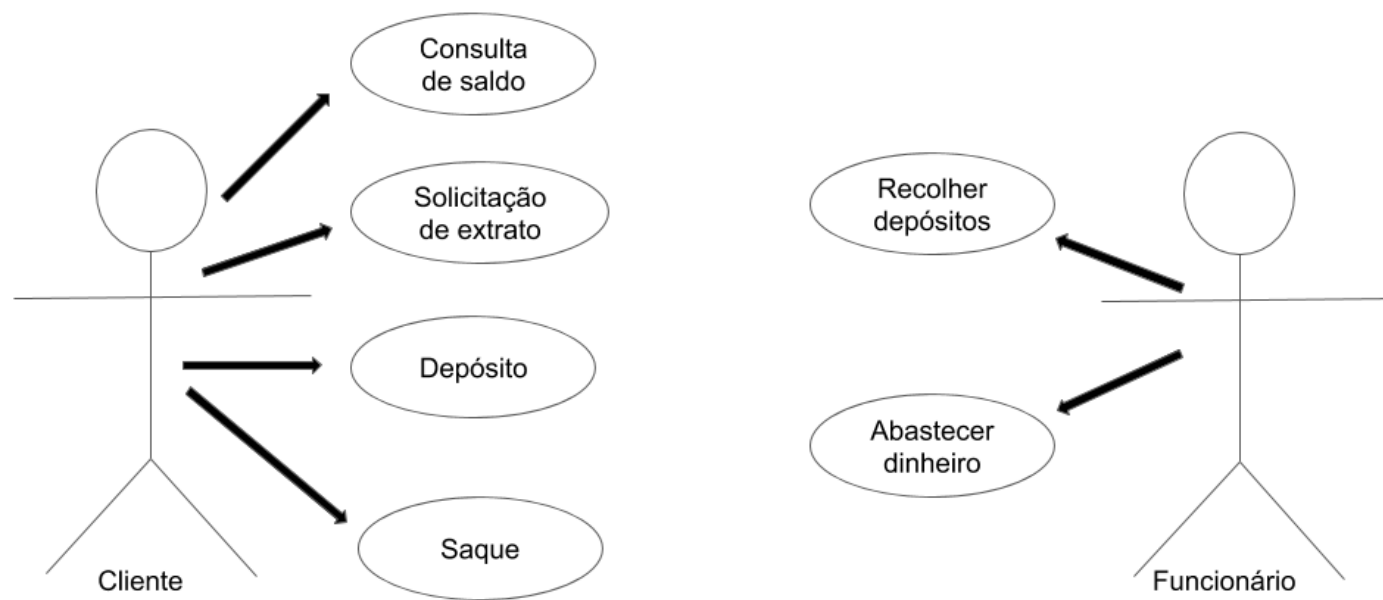 Consulta
de saldo
Solicitação
de extrato
Depósito
Saque
Cliente
Recolher
depósitos
Abastecer
dinheiro
Funcionário